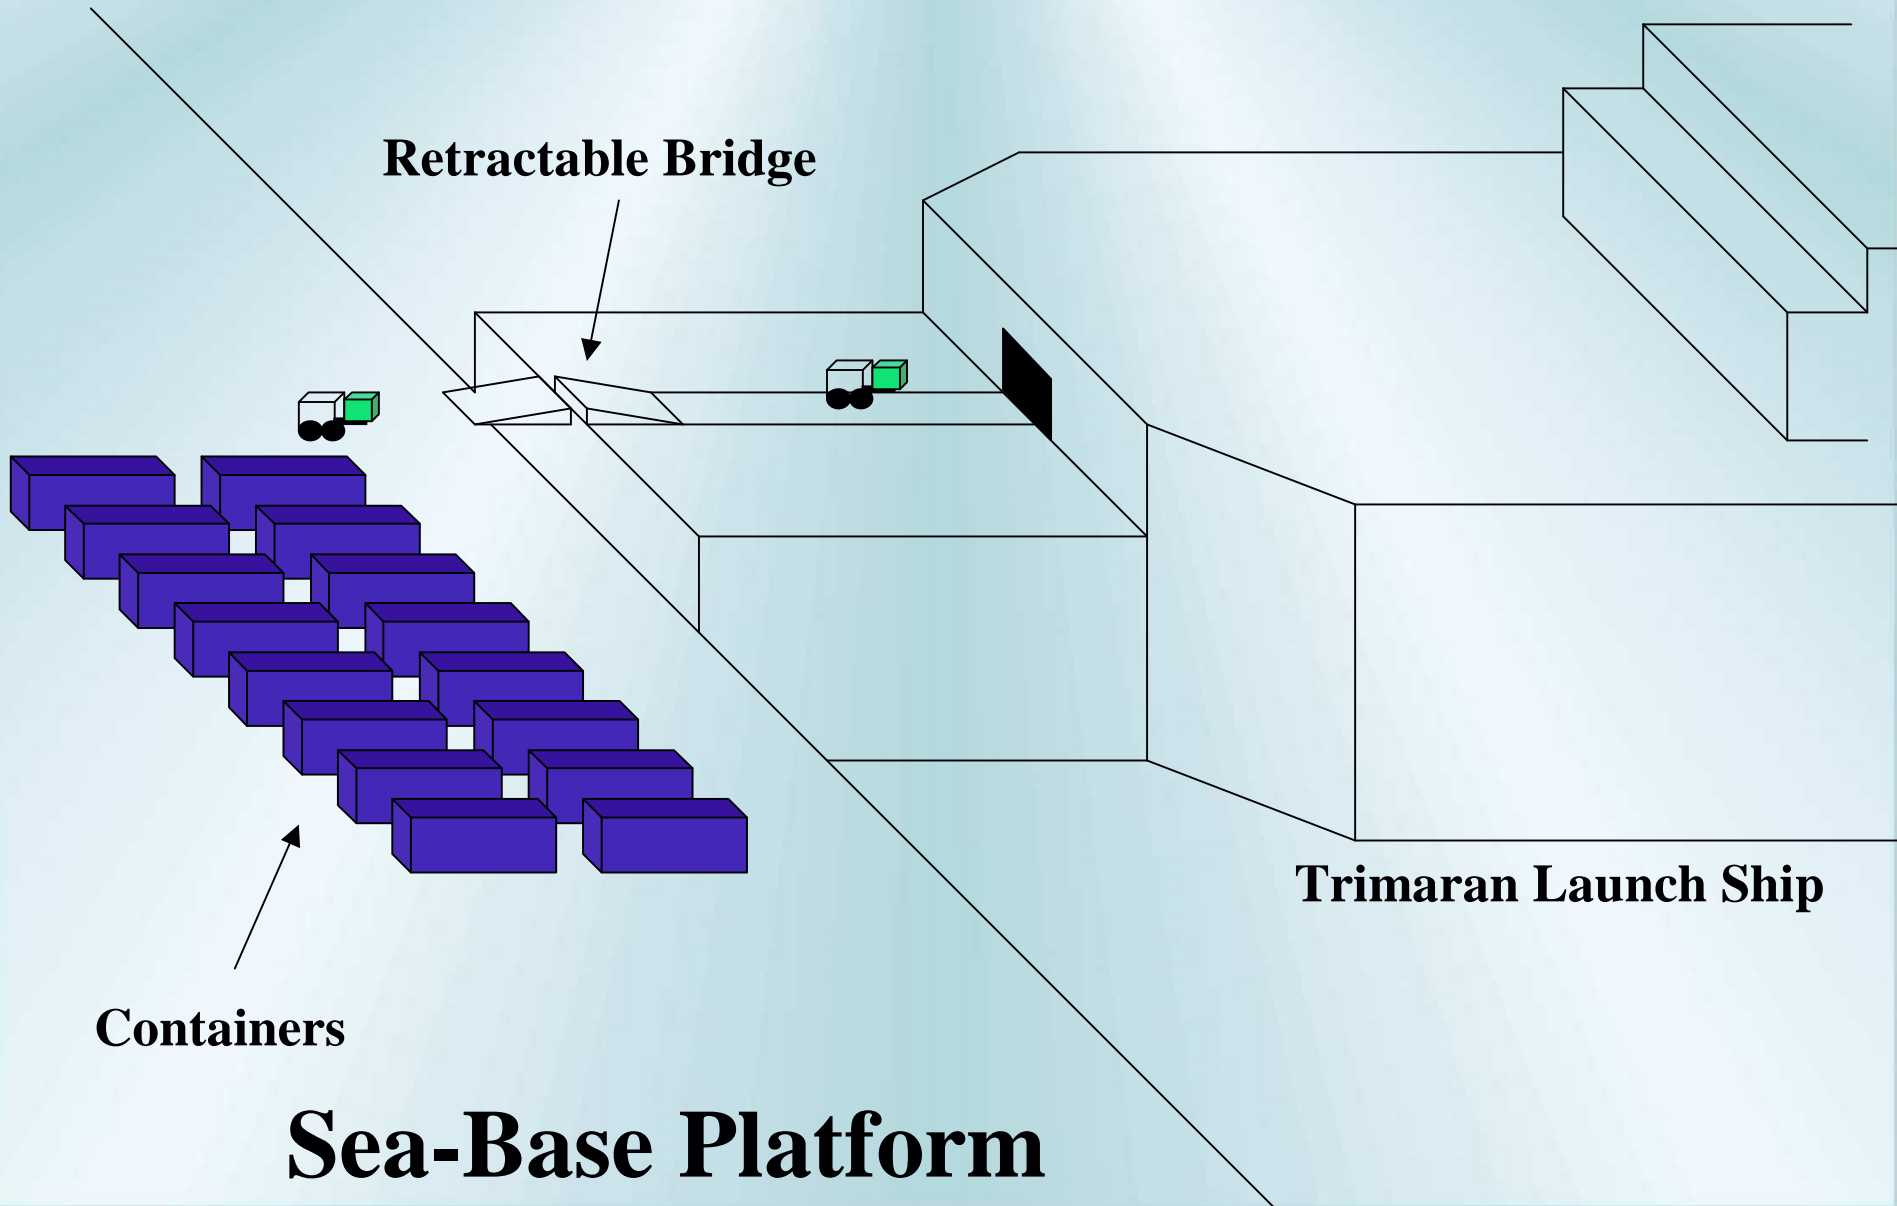 Retractable Bridge
Trimaran Launch Ship
Containers
Sea-Base Platform